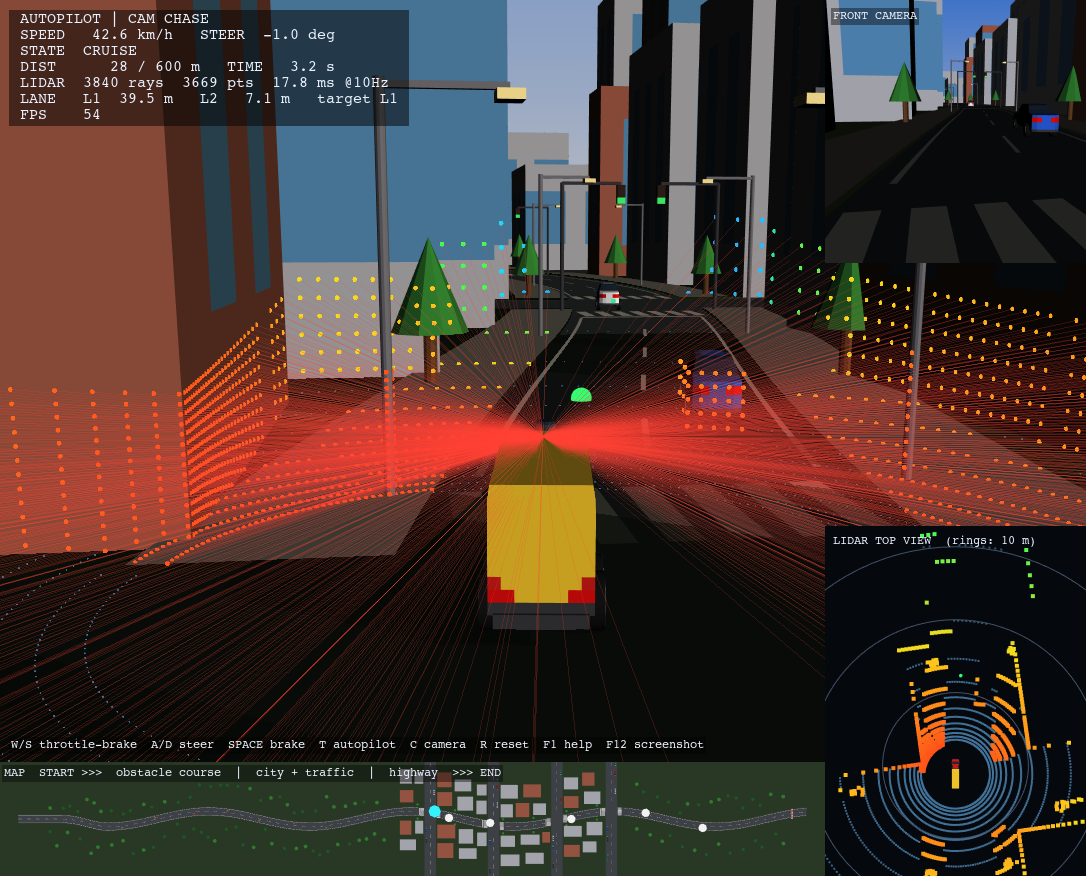 AUTOPILOT | CAM CHASE
SPEED 42.6 km/h STEER -1.0 deg
STATE CRUISE
DIST 28 / 600 m TIME 3.2 s
LIDAR 3840 rays 3669 pts 17.8 ms @10Hz
LANE L1 39.5 m L2 7.1 m target L1
FPS 54
FRONT CAMERA
LIDAR TOP VIEW (rings: 10 m)
W/S throttle-brake A/D steer SPACE brake T autopilot C camera R reset F1 help F12 screenshot
MAP START >>> obstacle course | city + traffic | highway >>> END